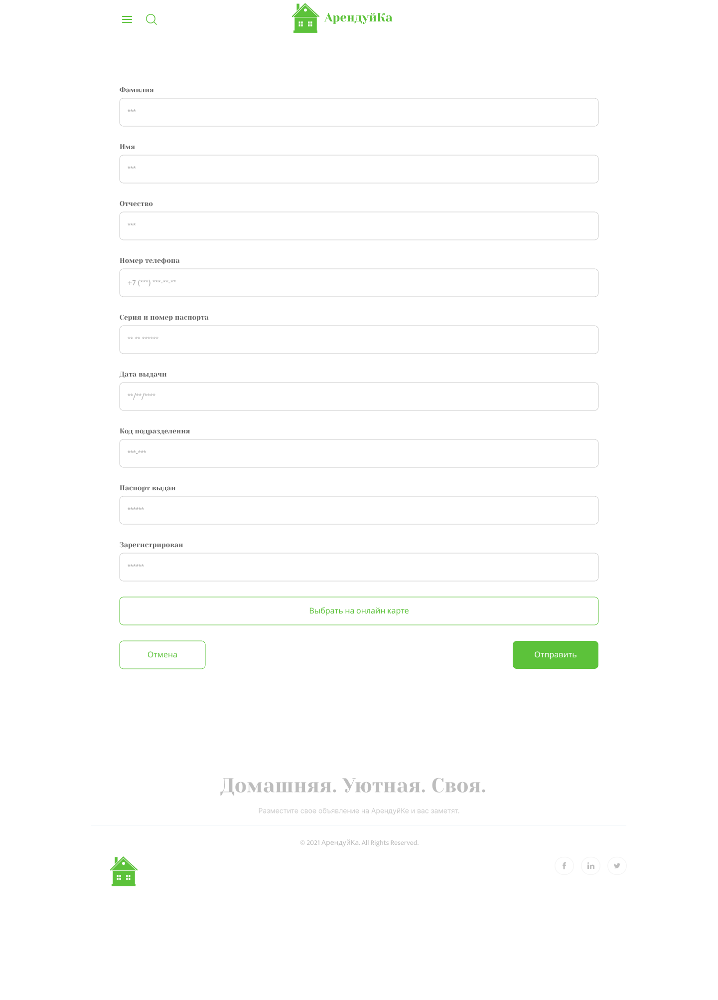 АрендуйКа
Фамилия
***
Имя
***
Отчество
***
Номер телефона
+7 (***) ***-**-**
Серия и номер паспорта
** ** ******
Дата выдачи
**/**/****
Код подразделения
***-***
Паспорт выдан
******
Зарегистрирован
******
Выбрать на онлайн карте
Отмена
Отправить
Домашняя. Уютная. Своя.
Разместите свое объявление на АрендуйКе и вас заметят.
© 2021 АрендуйКа. All Rights Reserved.